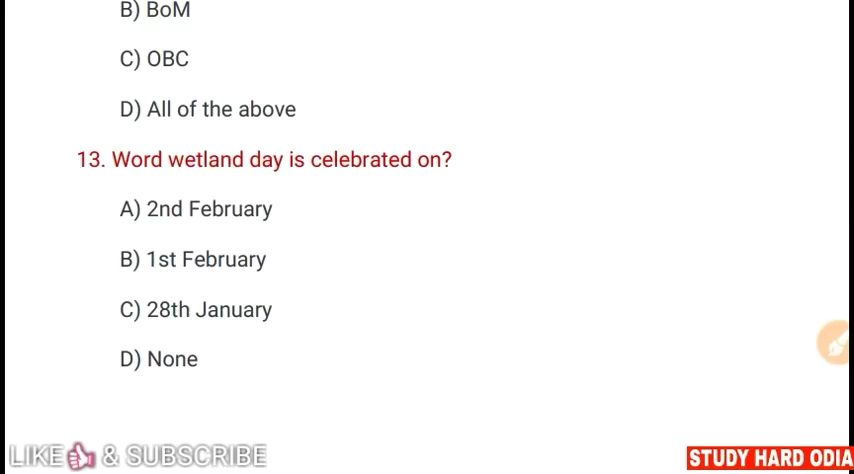 B) BoM
C) OBC
D) All of the above
13. Word wetland day is celebrated on?
A) 2nd February
B) 1st February
C) 28th January
D) None
LIKE & SUBSCRIBE
STUDY HARD ODIA